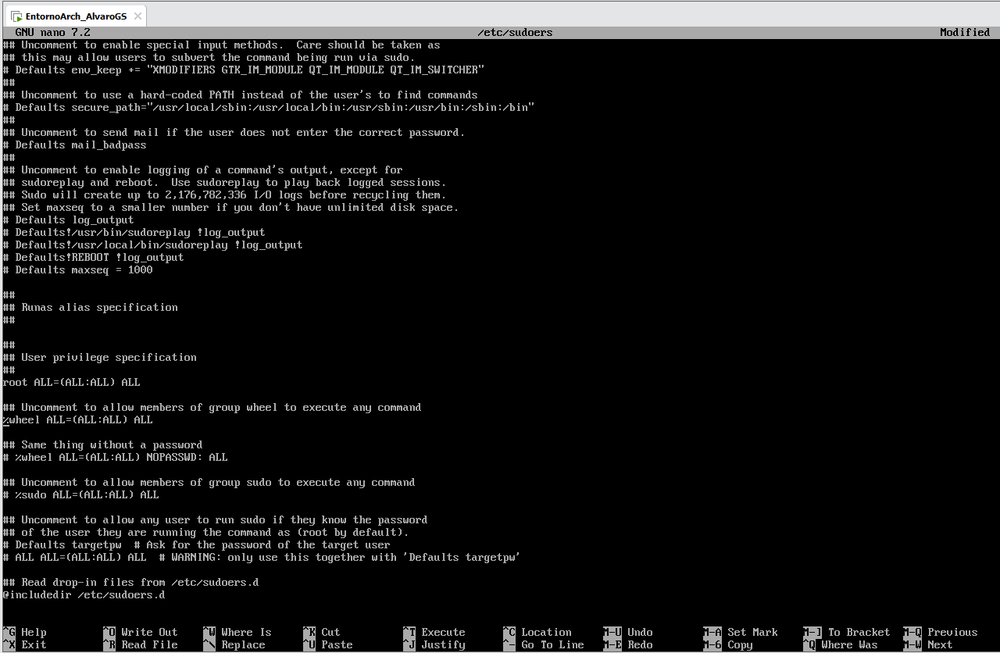 EntornoArch_AlvaroGS
GNU nano 7.2 /etc/sudoers Modified
## Uncomment to enable special input methods.  Care should be taken as
## this may allow users to subvert the command being run via sudo.
# Defaults env_keep += "XMODIFIERS GTK_IM_MODULE QT_IM_MODULE QT_IM_SWITCHER"
##
## Uncomment to use a hard-coded PATH instead of the user's to find commands
# Defaults secure_path="/usr/local/sbin:/usr/local/bin:/usr/sbin:/usr/bin:/sbin:/bin"
##
## Uncomment to send mail if the user does not enter the correct password.
# Defaults mail_badpass
##
## Uncomment to enable logging of a command's output, except for
## sudoreplay and reboot.  Use sudoreplay to play back logged sessions.
## Sudo will create up to 2,176,782,336 I/O logs before recycling them.
## Set maxseq to a smaller number if you don't have unlimited disk space.
# Defaults log_output
# Defaults!/usr/bin/sudoreplay !log_output
# Defaults!/usr/local/bin/sudoreplay !log_output
# Defaults!REBOOT !log_output
# Defaults maxseq = 1000
##
## Runas alias specification
##
##
## User privilege specification
##
root ALL=(ALL:ALL) ALL
## Uncomment to allow members of group wheel to execute any command
%wheel ALL=(ALL:ALL) ALL
## Same thing without a password
# %wheel ALL=(ALL:ALL) NOPASSWD: ALL
## Uncomment to allow members of group sudo to execute any command
# %sudo ALL=(ALL:ALL) ALL
## Uncomment to allow any user to run sudo if they know the password
## of the user they are running the command as (root by default).
# Defaults targetpw  # Ask for the password of the target user
# ALL ALL=(ALL:ALL) ALL  # WARNING: only use this together with 'Defaults targetpw'
## Read drop-in files from /etc/sudoers.d
@includedir /etc/sudoers.d
^G Help ^O Write Out ^W Where Is ^K Cut ^T Execute ^C Location M-U Undo M-A Set Mark M-] To Bracket M-Q Previous
^X Exit ^R Read File ^\ Replace ^U Paste ^J Justify ^- Go To Line M-E Redo M-6 Copy ^Q Where Was M-W Next